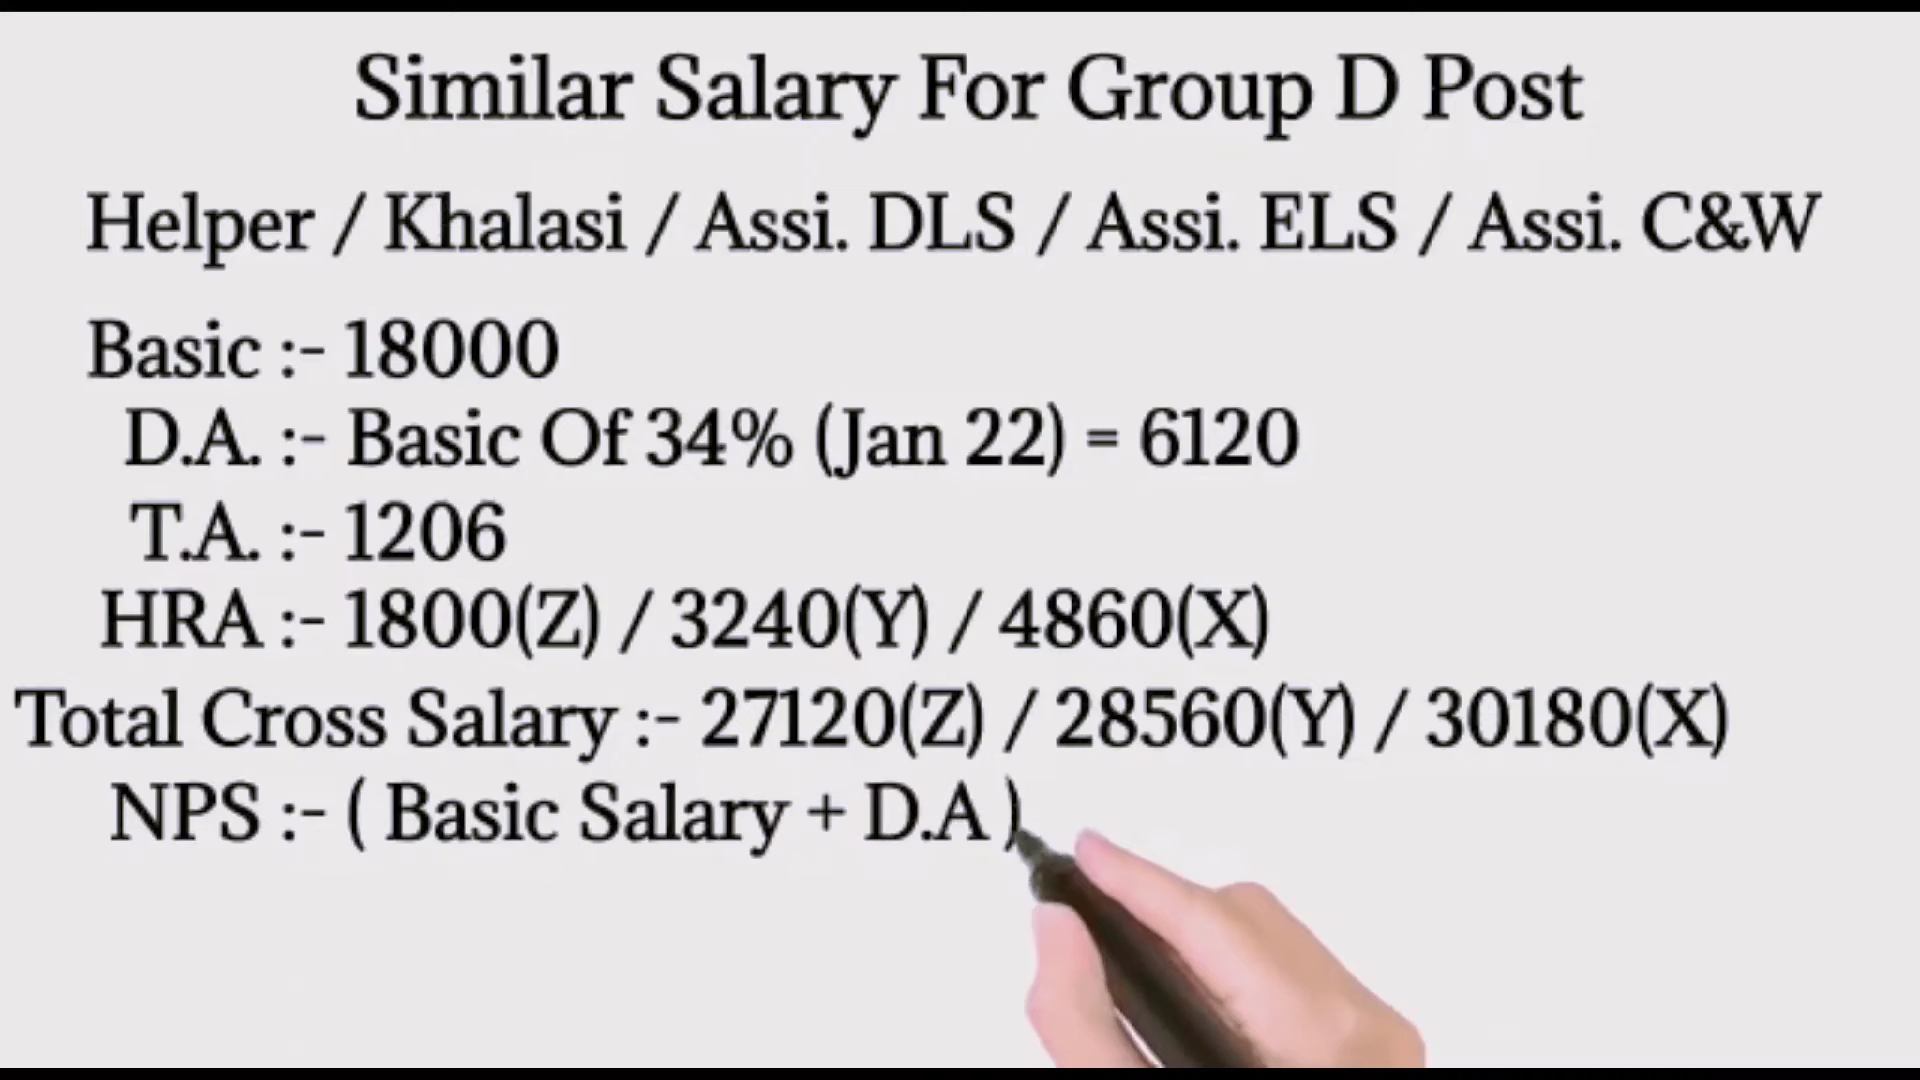 Similar Salary For Group D Post
Helper / Khalasi / Assi. DLS / Assi. ELS / Assi. C&W
Basic :- 18000
D.A. :- Basic Of 34% (Jan 22) = 6120
T.A. :- 1206
HRA :- 1800(Z) / 3240(Y) / 4860(X)
Total Cross Salary :- 27120(Z) / 28560(Y) / 30180(X)
NPS :- ( Basic Salary + D.A )